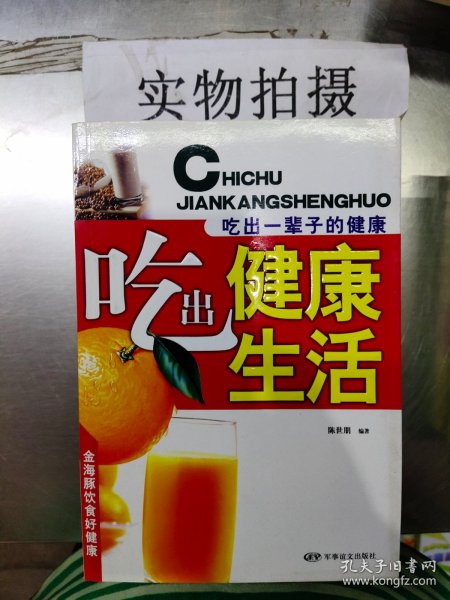 实物拍摄
CHICHU
JIANKANGSHENGHUO
吃出一辈子的健康
吃出
健康
生活
陈世朋 编著
金海豚饮食好健康
军事谊文出版社
孔夫子旧书网
www.kongfz.com